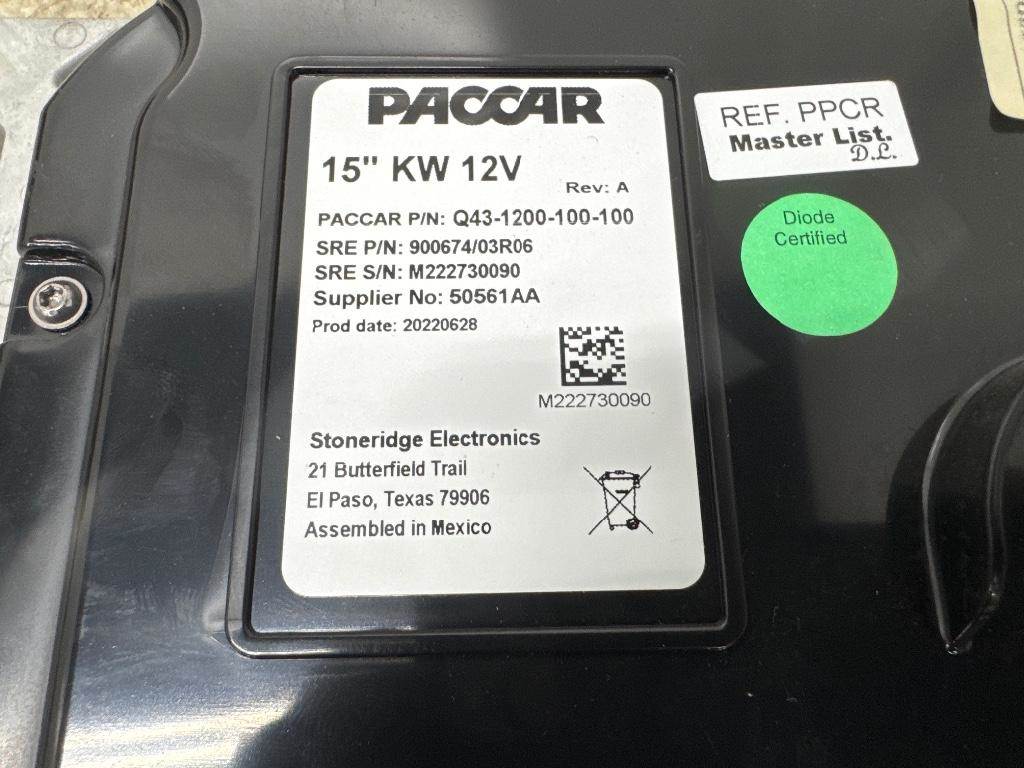 PACCAR
15" KW 12V
Rev: A
PACCAR P/N: Q43-1200-100-100
SRE P/N: 900674/03R06
SRE S/N: M222730090
Supplier No: 50561AA
Prod date: 20220628
M222730090
Stoneridge Electronics
21 Butterfield Trail
El Paso, Texas 79906
Assembled in Mexico
REF. PPCR
Master List.
D.L.
Diode
Certified